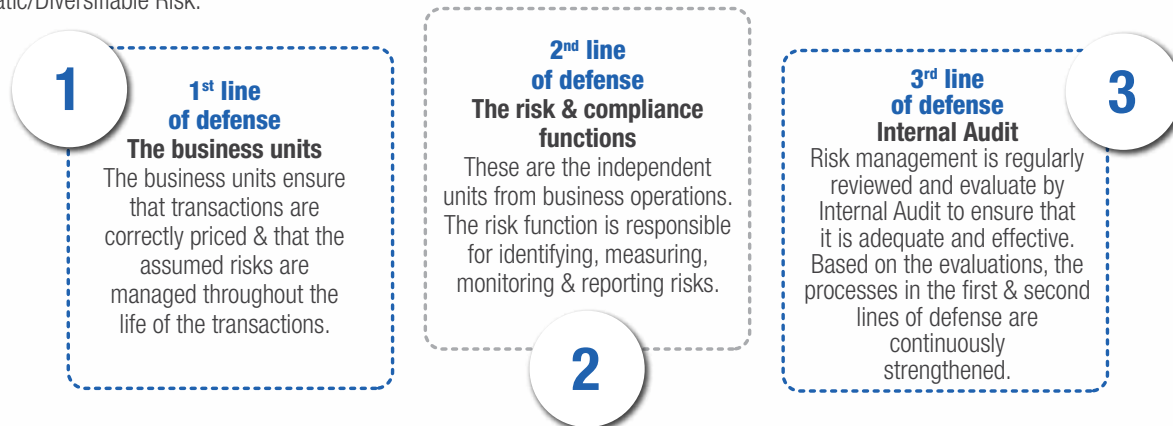 atic/Diversifiable Risk.
1
1st line
of defense
The business units
The business units ensure
that transactions are
correctly priced & that the
assumed risks are
managed throughout the
life of the transactions.
2nd line
of defense
The risk & compliance
functions
These are the independent
units from business operations.
The risk function is responsible
for identifying, measuring,
monitoring & reporting risks.
2
3rd line
of defense
Internal Audit
Risk management is regularly
reviewed and evaluate by
Internal Audit to ensure that
it is adequate and effective.
Based on the evaluations, the
processes in the first & second
lines of defense are
continuously
strengthened.
3